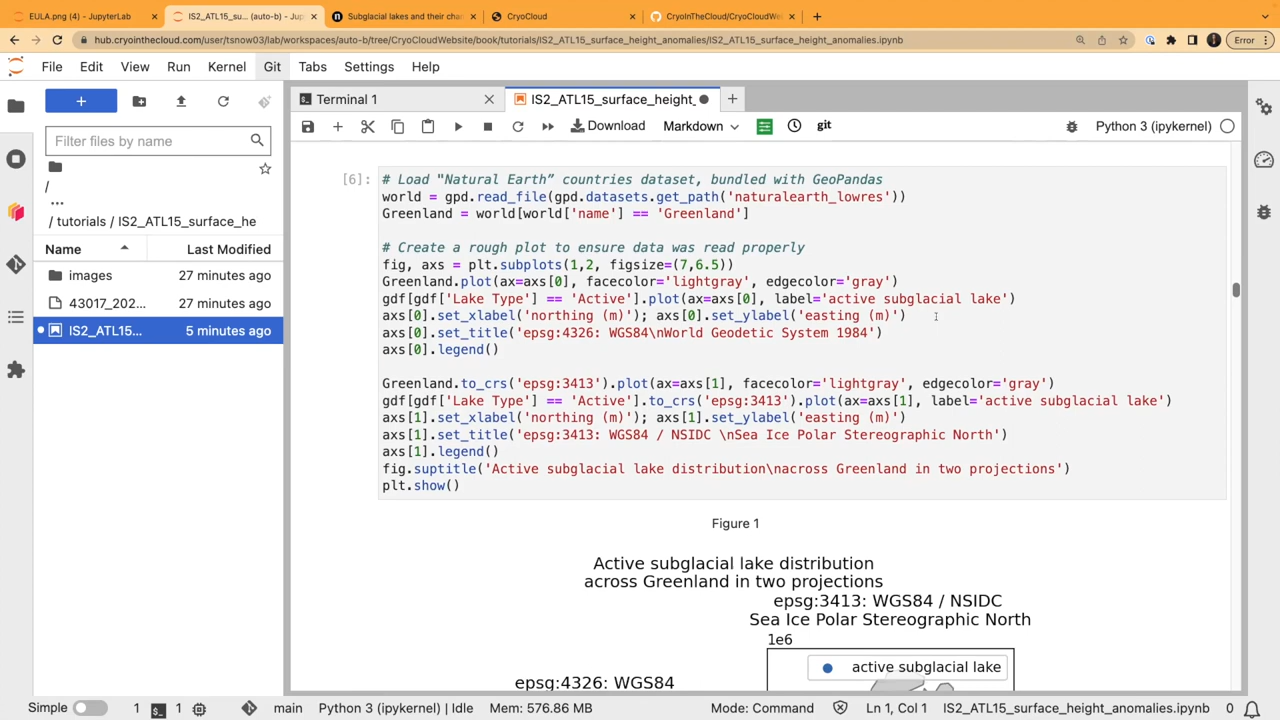 EULA.png (4) - JupyterLab
IS2_ATL15_su... (auto-b) - Jup
Subglacial lakes and their cha
CryoCloud
CryoInTheCloud/CryoCloudWe
hub.cryointhecloud.com/user/tsnow03/lab/workspaces/auto-b/tree/CryoCloudWebsite/book/tutorials/IS2_ATL15_surface_height_anomalies/IS2_ATL15_surface_height_anomalies.ipynb
Error
File Edit View Run Kernel Git Tabs Settings Help
Terminal 1
IS2_ATL15_surface_height_
Download
Markdown
git
Python 3 (ipykernel)
Filter files by name
/
...
/ tutorials / IS2_ATL15_surface_he
Name Last Modified
images 27 minutes ago
43017_202... 27 minutes ago
IS2_ATL15... 5 minutes ago
[6]:
# Load "Natural Earth” countries dataset, bundled with GeoPandas
world = gpd.read_file(gpd.datasets.get_path('naturalearth_lowres'))
Greenland = world[world['name'] == 'Greenland']
# Create a rough plot to ensure data was read properly
fig, axs = plt.subplots(1,2, figsize=(7,6.5))
Greenland.plot(ax=axs[0], facecolor='lightgray', edgecolor='gray')
gdf[gdf['Lake Type'] == 'Active'].plot(ax=axs[0], label='active subglacial lake')
axs[0].set_xlabel('northing (m)'); axs[0].set_ylabel('easting (m)')
axs[0].set_title('epsg:4326: WGS84\nWorld Geodetic System 1984')
axs[0].legend()
Greenland.to_crs('epsg:3413').plot(ax=axs[1], facecolor='lightgray', edgecolor='gray')
gdf[gdf['Lake Type'] == 'Active'].to_crs('epsg:3413').plot(ax=axs[1], label='active subglacial lake')
axs[1].set_xlabel('northing (m)'); axs[1].set_ylabel('easting (m)')
axs[1].set_title('epsg:3413: WGS84 / NSIDC \nSea Ice Polar Stereographic North')
axs[1].legend()
fig.suptitle('Active subglacial lake distribution\nacross Greenland in two projections')
plt.show()
Figure 1
Active subglacial lake distribution
across Greenland in two projections
epsg:3413: WGS84 / NSIDC
Sea Ice Polar Stereographic North
1e6
active subglacial lake
epsg:4326: WGS84
Simple 1 1 main Python 3 (ipykernel) | Idle Mem: 576.86 MB Mode: Command Ln 1, Col 1 IS2_ATL15_surface_height_anomalies.ipynb 0